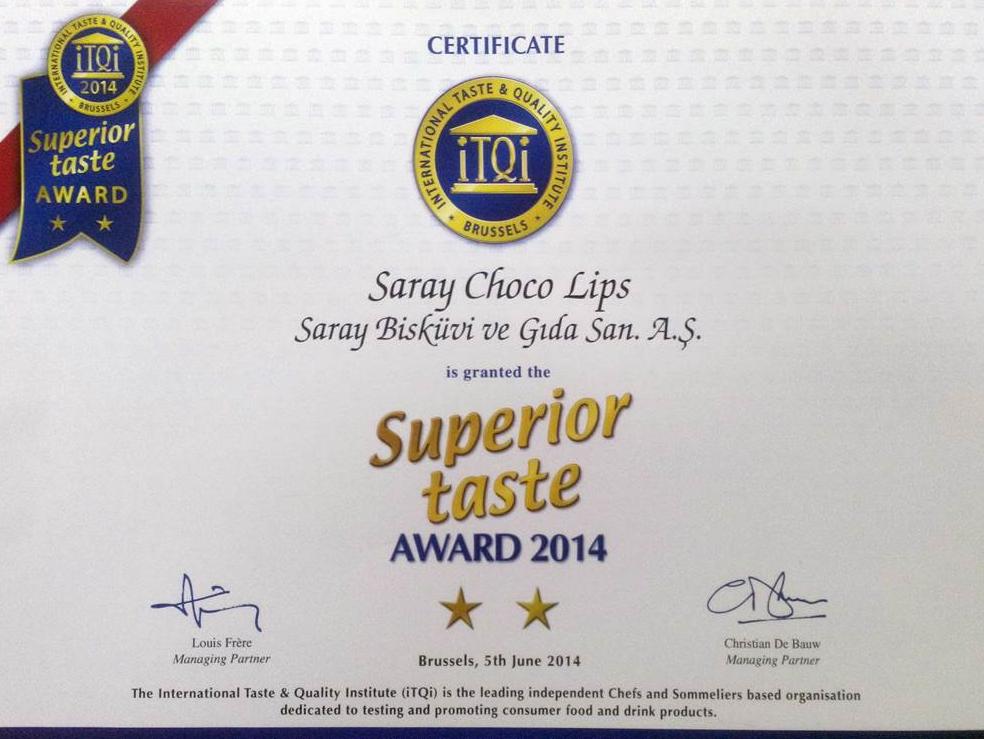 INTERNATIONAL TASTE & QUALITY INSTITUTE
iTQi
2014
• BRUSSELS •
Superior
taste
AWARD
CERTIFICATE
INTERNATIONAL TASTE & QUALITY INSTITUTE
iTQi
• BRUSSELS •
Saray Choco Lips
Saray Bisküvi ve Gıda San. A.Ş.
is granted the
Superior
taste
AWARD 2014
Louis Frère
Managing Partner
Brussels, 5th June 2014
Christian De Bauw
Managing Partner
The International Taste & Quality Institute (iTQi) is the leading independent Chefs and Sommeliers based organisation
dedicated to testing and promoting consumer food and drink products.